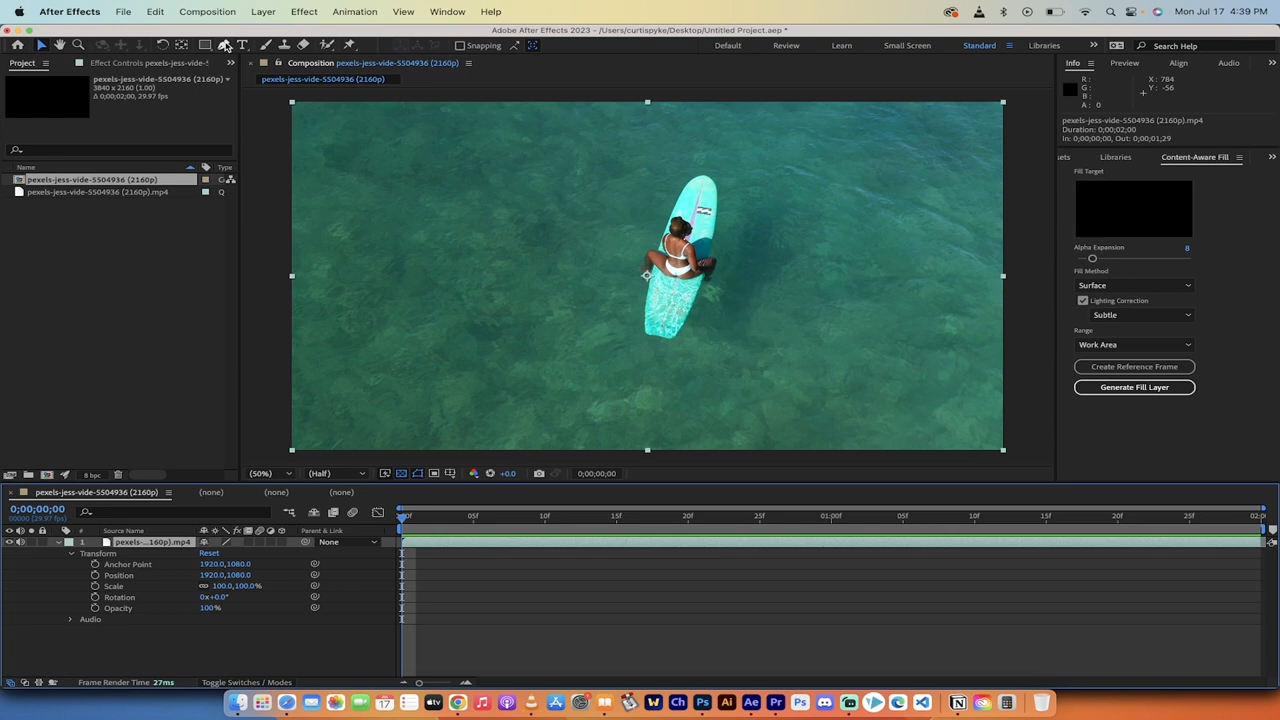 After Effects File Edit Composition Layer Effect Animation View Window Help Mon Jul 17 4:39 PM
Adobe After Effects 2023 - /Users/curtispyke/Desktop/Untitled Project.aep *
Snapping Default Review Learn Small Screen Standard Libraries Search Help
Project Effect Controls pexels-jess-vide-5 Composition pexels-jess-vide-5504936 (2160p) Info Preview Align Audio
pexels-jess-vide-5504936 (2160p)
3840 x 2160 (1.00)
Δ 0;00;02;00, 29.97 fps
pexels-jess-vide-5504936 (2160p)
R :
G :
B :
A : 0
X : 784
Y : -56
pexels-jess-vide-5504936 (2160p).mp4
Duration: 0;00;02;00
In: 0;00;00;00, Out: 0;00;01;29
Name Type
pexels-jess-vide-5504936 (2160p)
pexels-jess-vide-5504936 (2160p).mp4
sets Libraries Content-Aware Fill
Fill Target
Alpha Expansion 8
Fill Method
Surface
Lighting Correction
Subtle
Range
Work Area
Create Reference Frame
Generate Fill Layer
8 bpc (50%) (Half) +0.0 0;00;00;00
pexels-jess-vide-5504936 (2160p) (none) (none) (none)
0;00;00;00
00000 (29.97 fps)
0f 05f 10f 15f 20f 25f 01:00f 05f 10f 15f 20f 25f 02:0
# Source Name fx Parent & Link
1 pexels-...160p).mp4 None
Transform Reset
Anchor Point 1920.0,1080.0
Position 1920.0,1080.0
Scale 100.0,100.0%
Rotation 0x+0.0°
Opacity 100%
Audio
Frame Render Time 27ms Toggle Switches / Modes